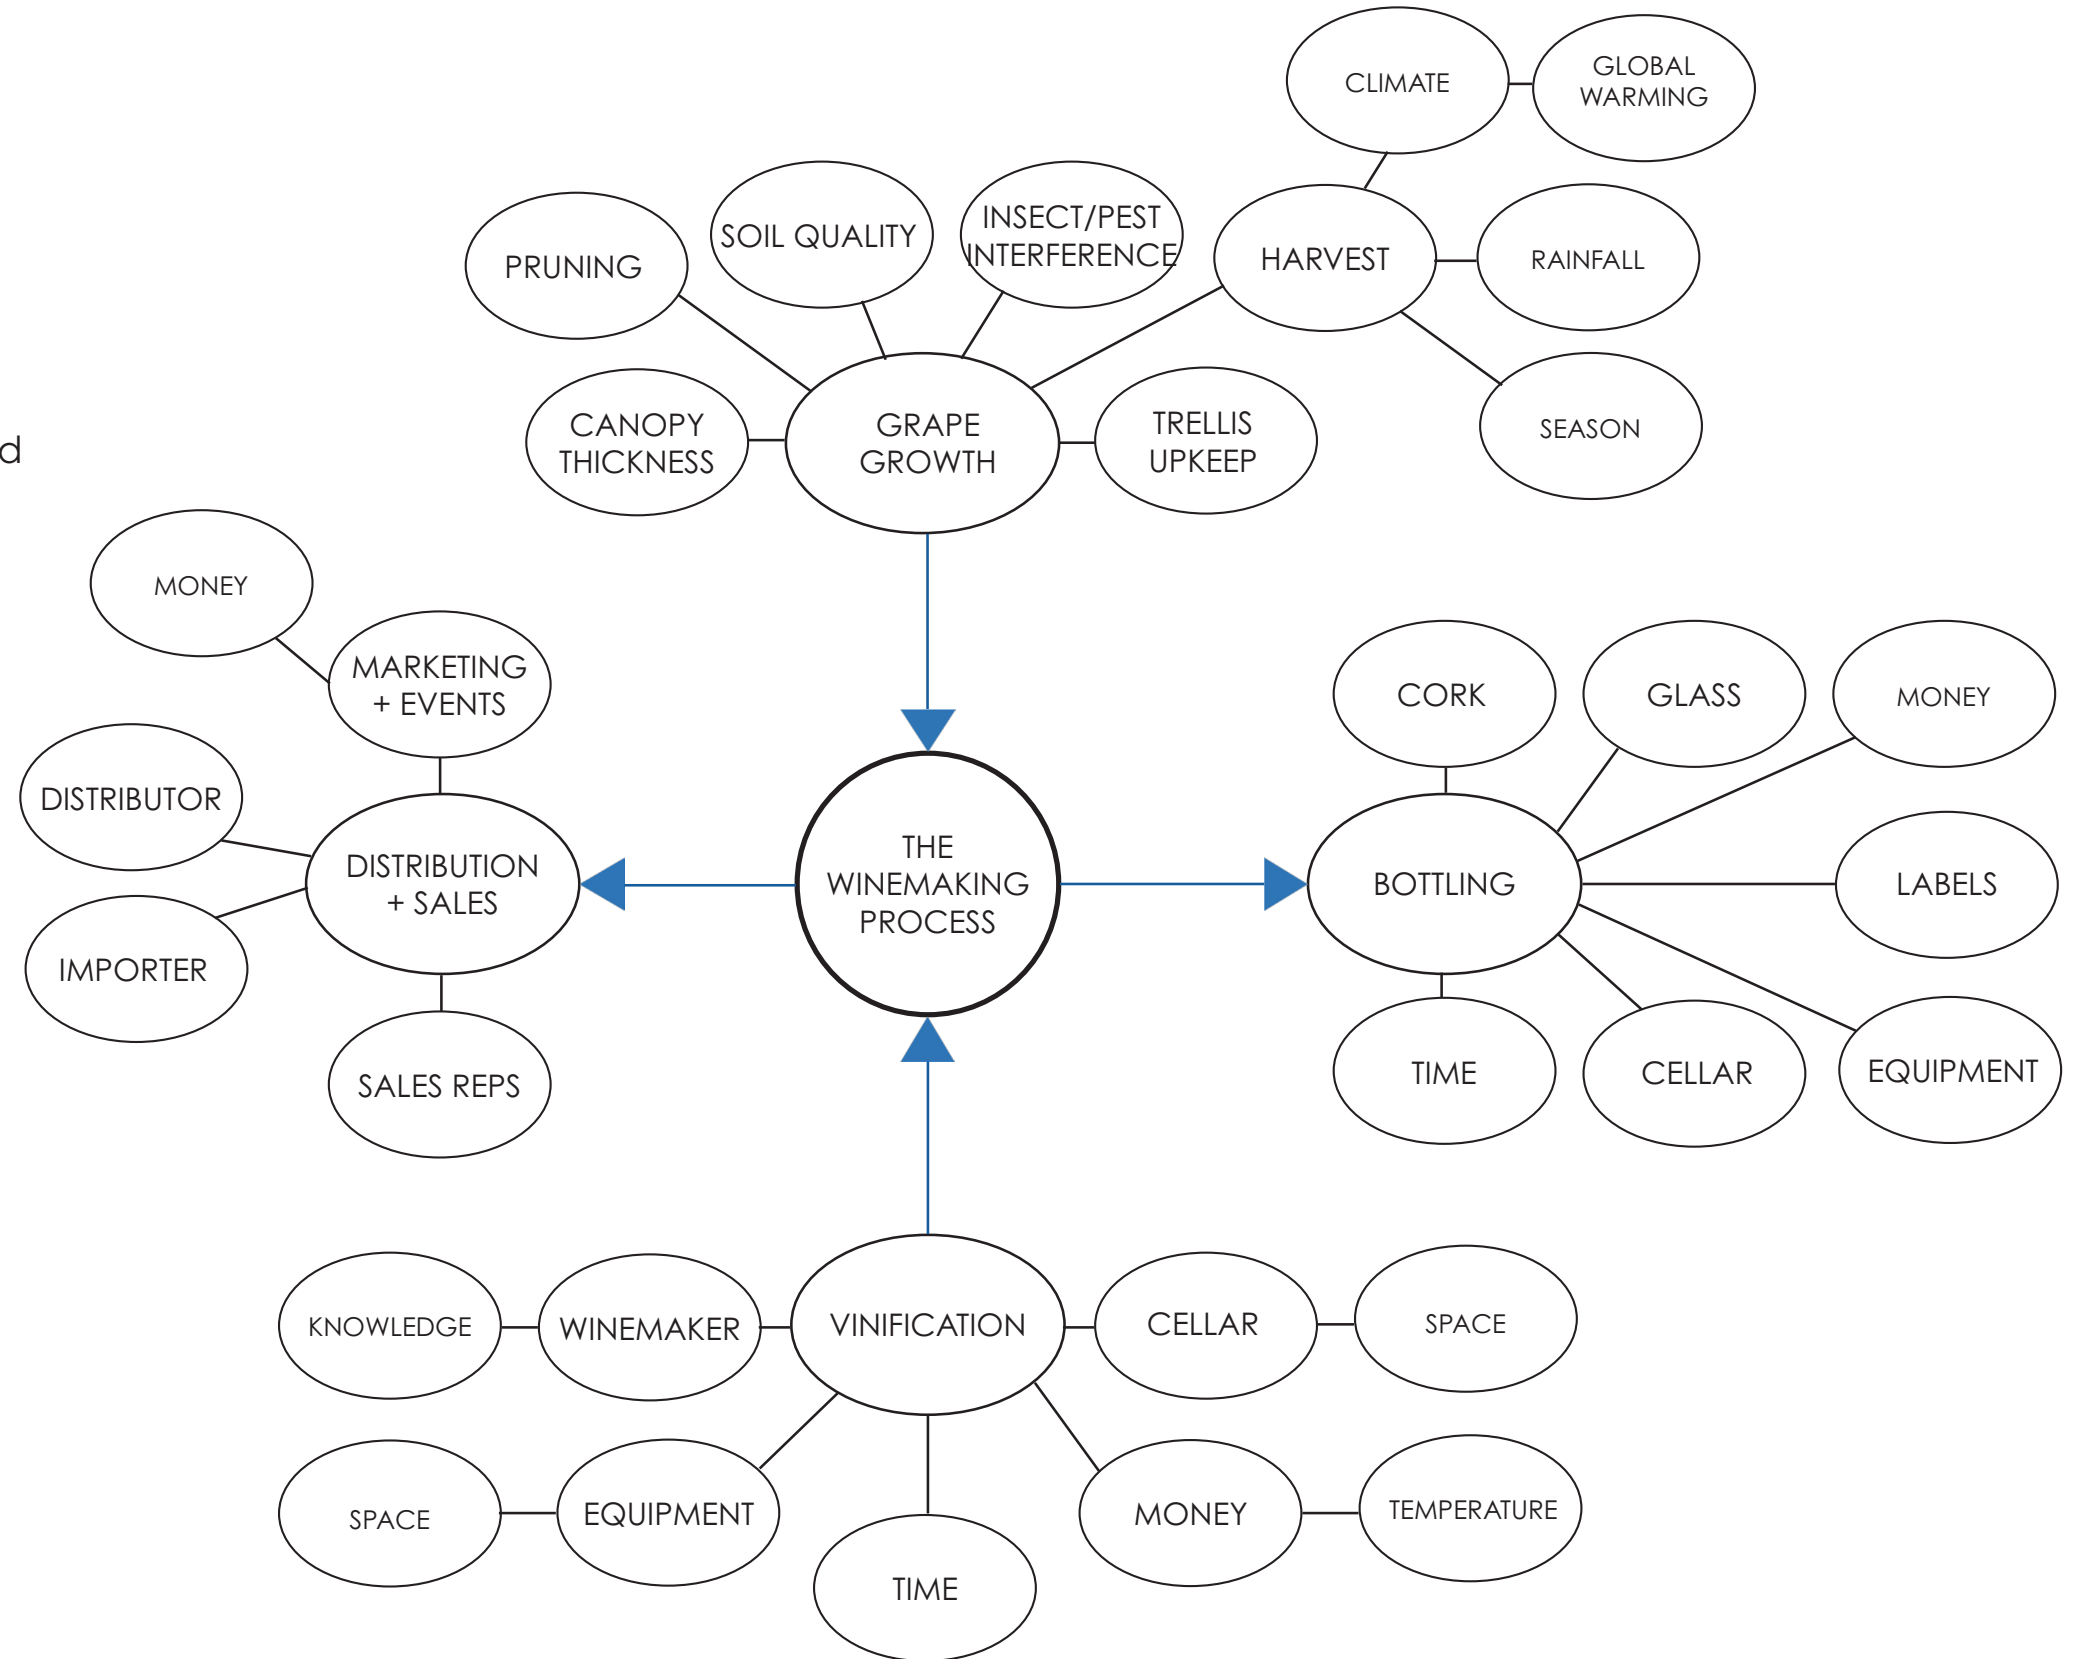 CLIMATE
GLOBAL
WARMING
PRUNING
SOIL QUALITY
INSECT/PEST
INTERFERENCE
HARVEST
RAINFALL
CANOPY
THICKNESS
GRAPE
GROWTH
TRELLIS
UPKEEP
SEASON
d
MONEY
MARKETING
+ EVENTS
DISTRIBUTOR
DISTRIBUTION
+ SALES
IMPORTER
SALES REPS
THE
WINEMAKING
PROCESS
CORK
GLASS
MONEY
BOTTLING
LABELS
TIME
CELLAR
EQUIPMENT
KNOWLEDGE
WINEMAKER
VINIFICATION
CELLAR
SPACE
SPACE
EQUIPMENT
TIME
MONEY
TEMPERATURE